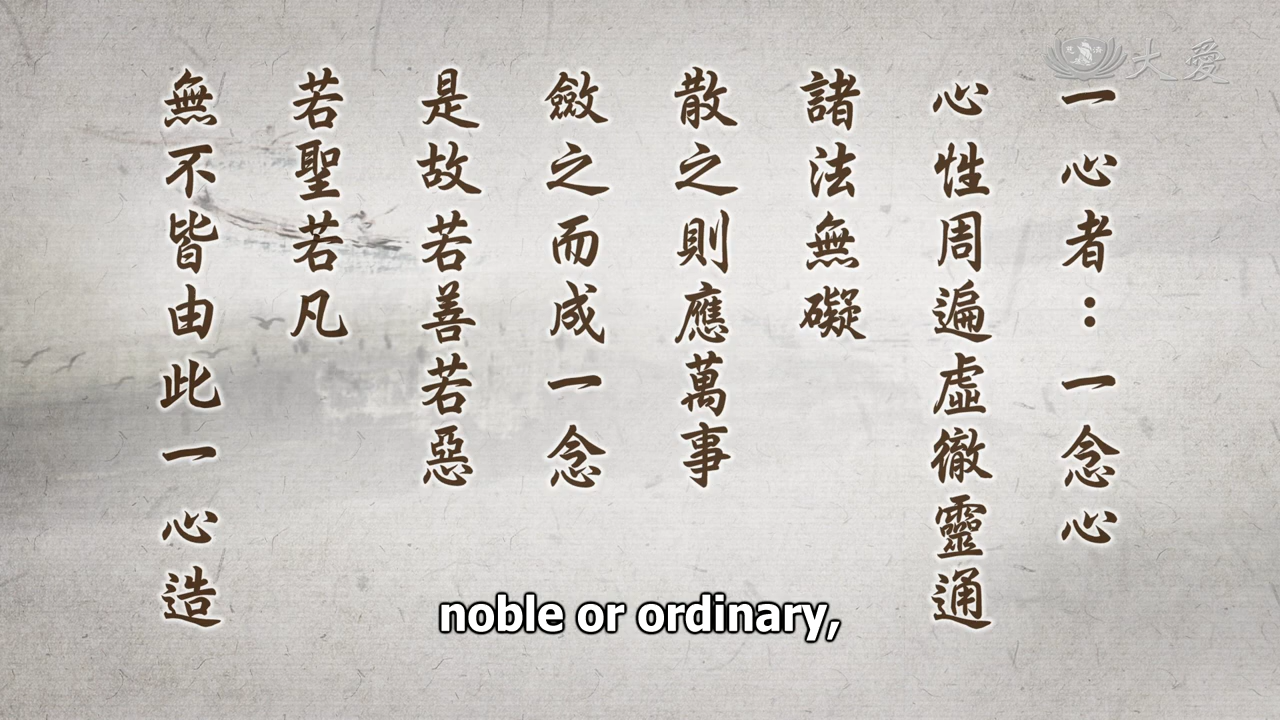 一心者：一念心
心性周遍虛徹靈通
諸法無礙
散之則應萬事
斂之而成一念
是故若善若惡
若聖若凡
無不皆由此一心造
大愛
noble or ordinary,